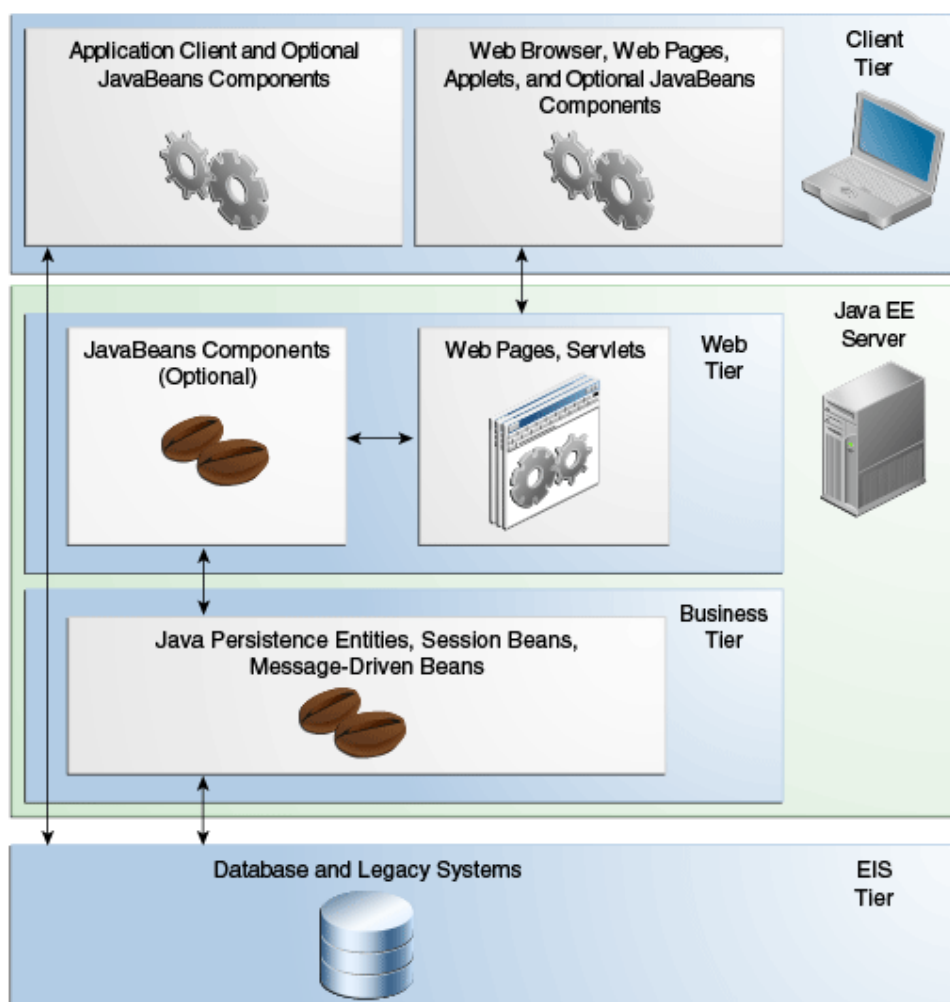 Application Client and Optional
JavaBeans Components
Web Browser, Web Pages,
Applets, and Optional JavaBeans
Components
Client
Tier
JavaBeans Components
(Optional)
Web Pages, Servlets
Web
Tier
Java EE
Server
Java Persistence Entities, Session Beans,
Message-Driven Beans
Business
Tier
Database and Legacy Systems
EIS
Tier